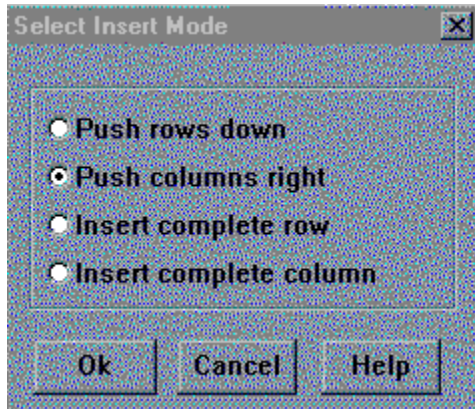 Select Insert Mode
Push rows down
Push columns right
Insert complete row
Insert complete column
Ok Cancel Help